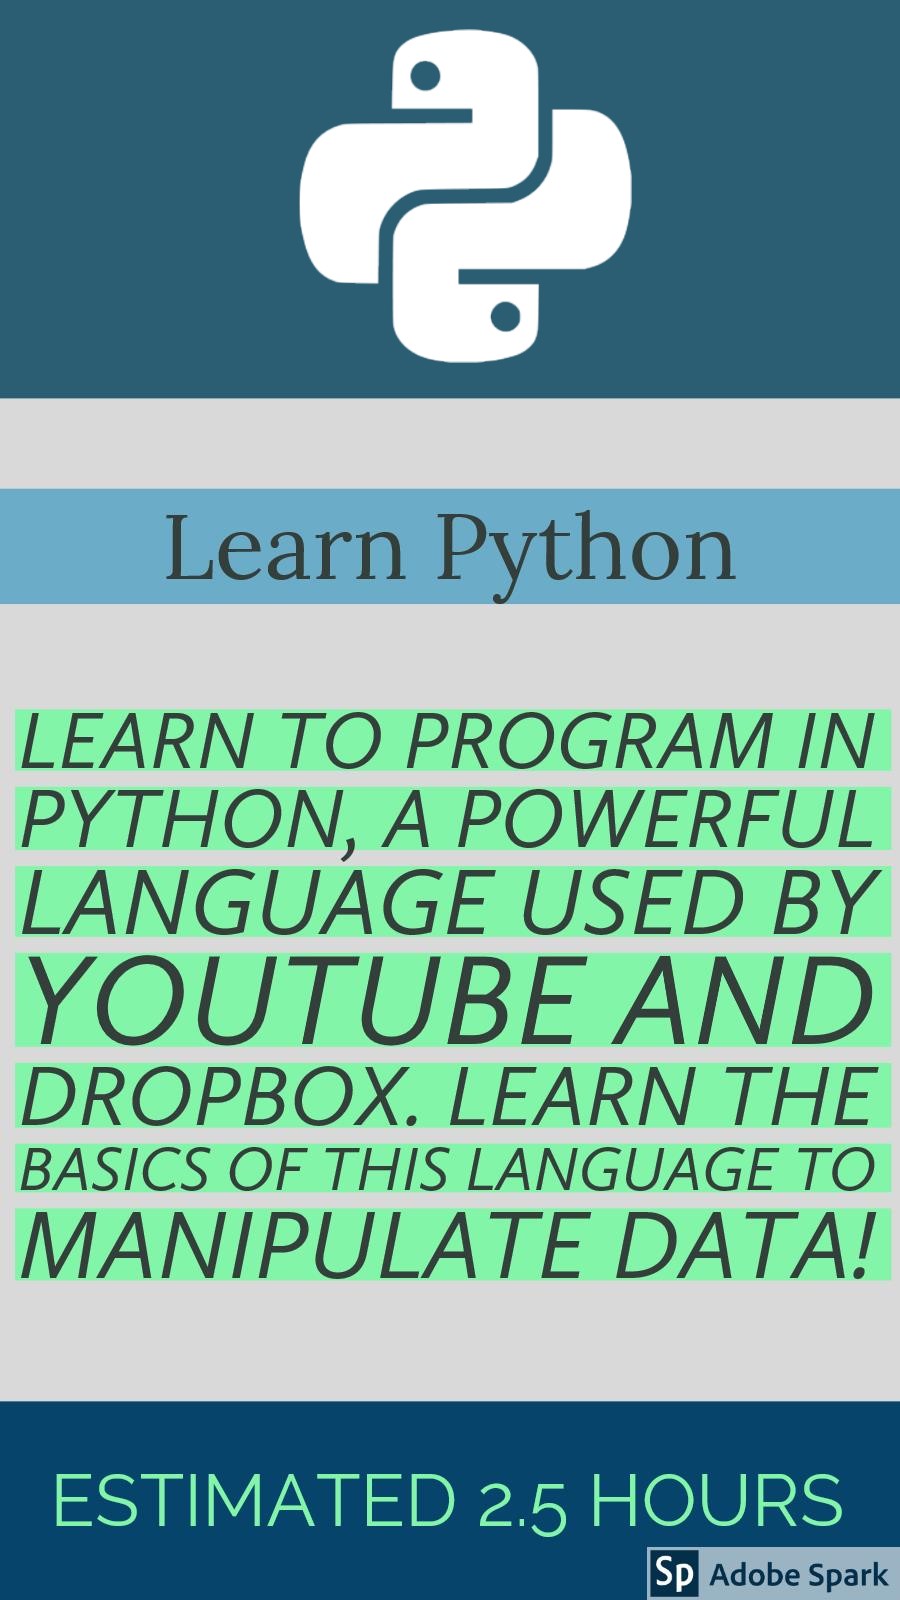 Learn Python
LEARN TO PROGRAM IN
PYTHON, A POWERFUL
LANGUAGE USED BY
YOUTUBE AND
DROPBOX. LEARN THE
BASICS OF THIS LANGUAGE TO
MANIPULATE DATA!
ESTIMATED 2.5 HOURS
Sp Adobe Spark